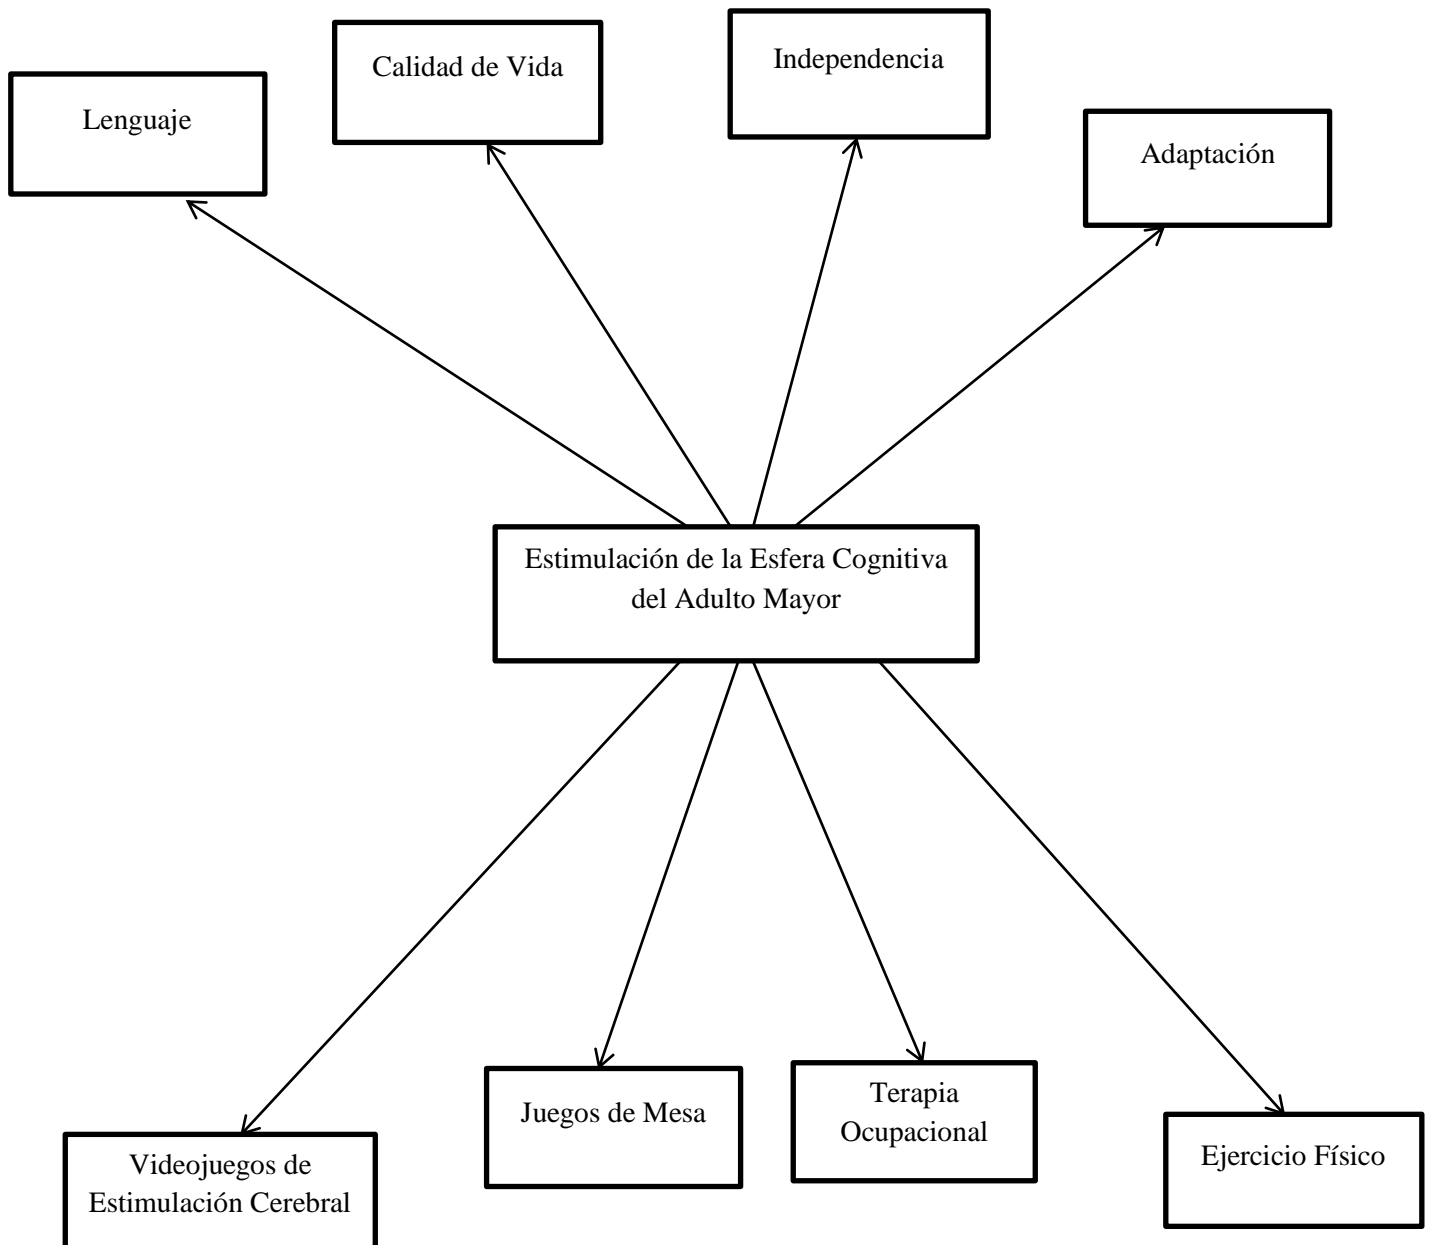 Lenguaje
Calidad de Vida
Independencia
Adaptación
Estimulación de la Esfera Cognitiva
del Adulto Mayor
Videojuegos de
Estimulación Cerebral
Juegos de Mesa
Terapia
Ocupacional
Ejercicio Físico